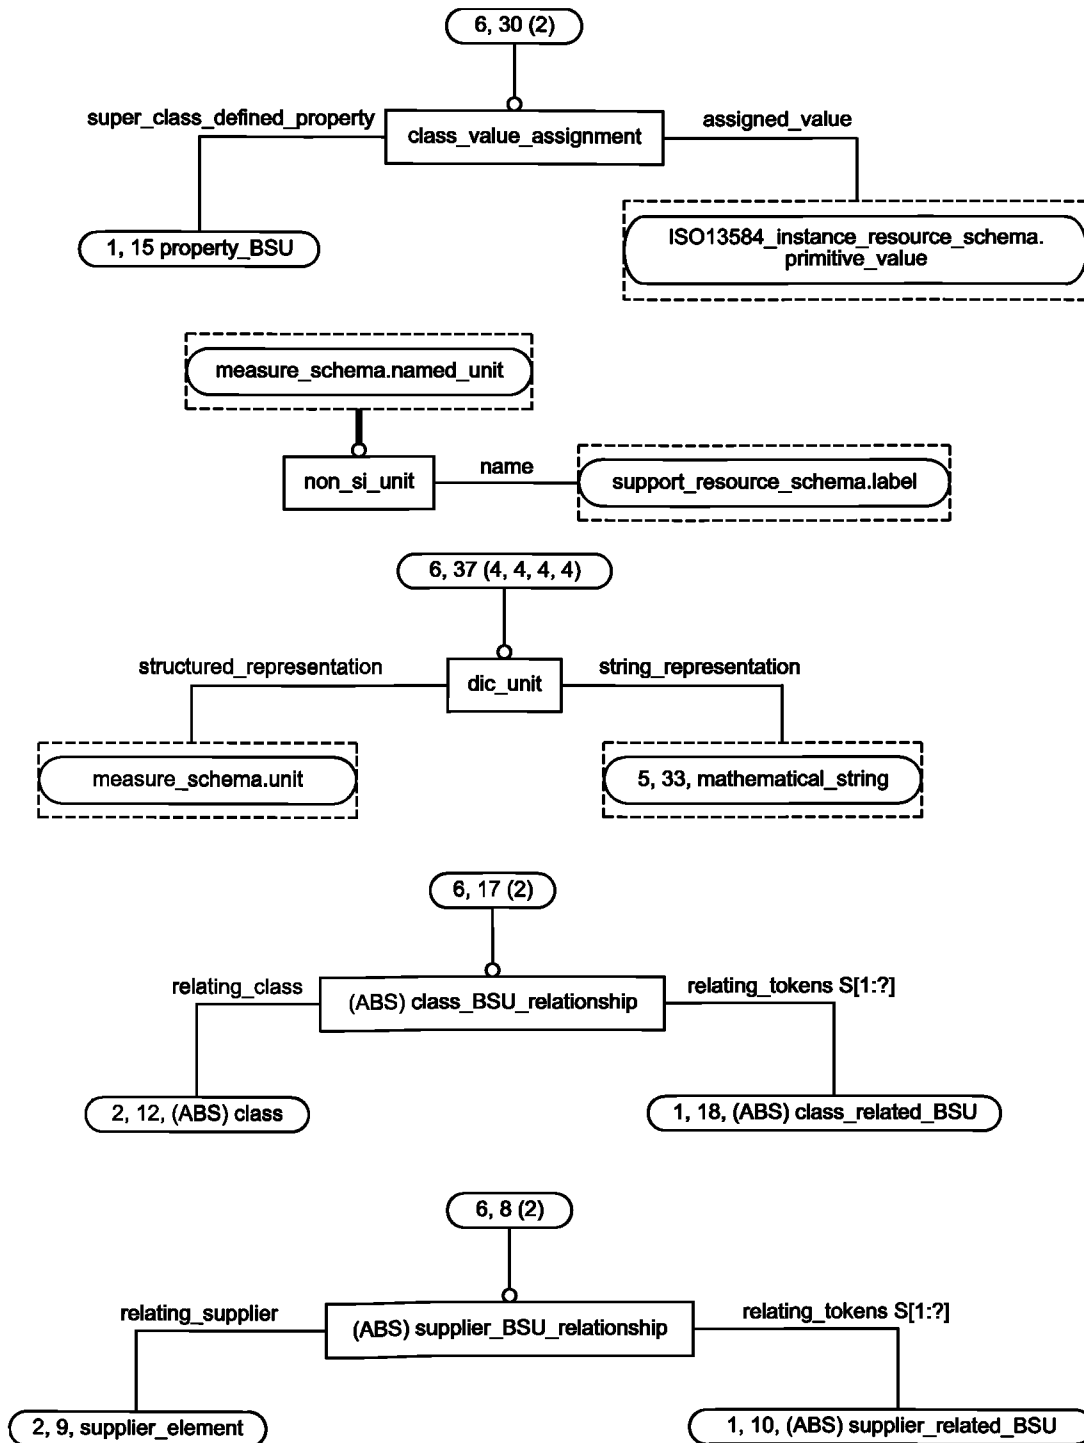 6, 30 (2)
super_class_defined_property
assigned_value
class_value_assignment
1, 15 property_BSU
ISO13584_instance_resource_schema.
primitive_value
measure_schema.named_unit
name
non_si_unit
support_resource_schema.label
6, 37 (4, 4, 4, 4)
structured_representation
string_representation
dic_unit
measure_schema.unit
5, 33, mathematical_string
6, 17 (2)
relating_class
relating_tokens S[1:?]
(ABS) class_BSU_relationship
2, 12, (ABS) class
1, 18, (ABS) class_related_BSU
6, 8 (2)
relating_supplier
relating_tokens S[1:?]
(ABS) supplier_BSU_relationship
2, 9, supplier_element
1, 10, (ABS) supplier_related_BSU